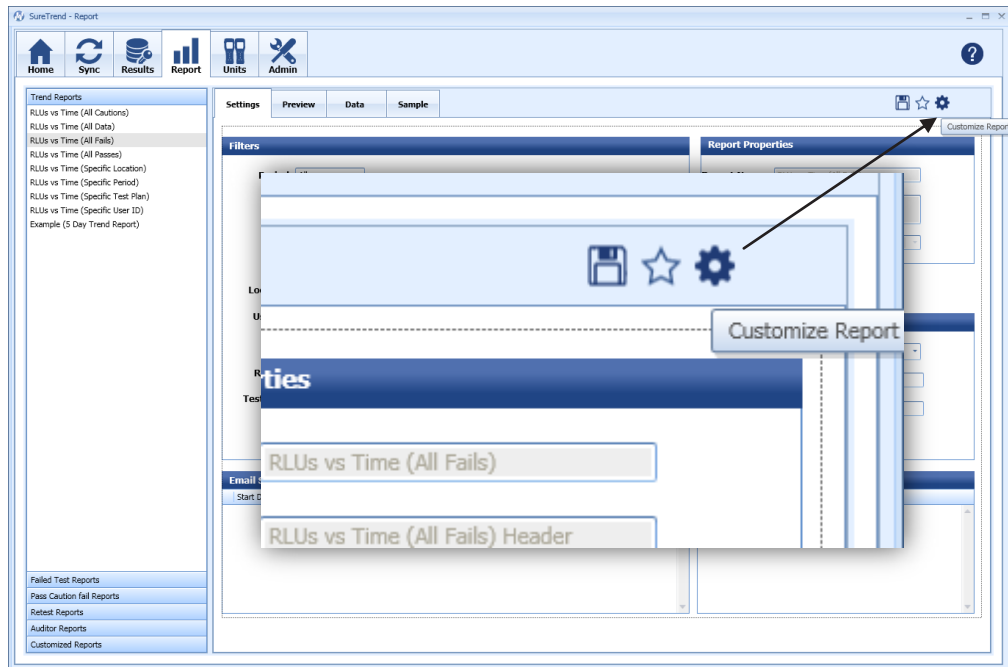 SureTrend - Report
Home Sync Results Report Units Admin
Trend Reports
RLUs vs Time (All Cautions)
RLUs vs Time (All Data)
RLUs vs Time (All Fails)
RLUs vs Time (All Passes)
RLUs vs Time (Specific Location)
RLUs vs Time (Specific Period)
RLUs vs Time (Specific Test Plan)
RLUs vs Time (Specific User ID)
Example (5 Day Trend Report)
Failed Test Reports
Pass Caution fail Reports
Retest Reports
Auditor Reports
Customized Reports
Settings Preview Data Sample
Customize Report
Filters
Report Properties
Customize Report
ties
RLUs vs Time (All Fails)
RLUs vs Time (All Fails) Header
Email
Start D